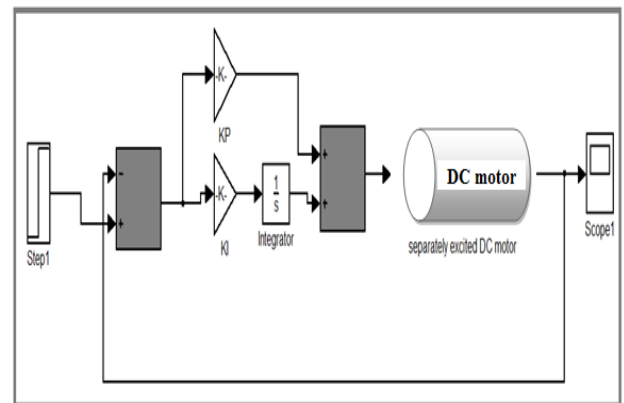 -K-
KP
+
DC motor
-
-K-
1
s
+
+
Step1
KI
Integrator
separately excited DC motor
Scope1